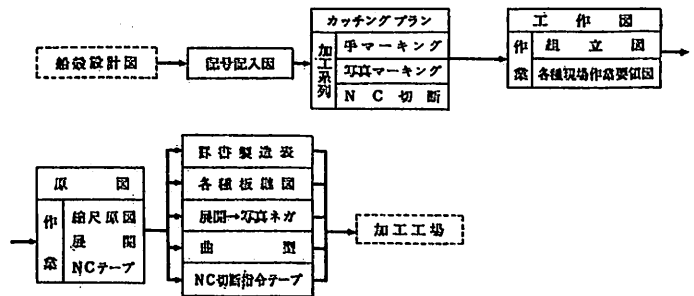 船殻設計図
記号記入図
カッチングプラン
加工系列
手マーキング
写真マーキング
NC切断
工作図
作業
組立図
各種現場作業要領図
原図
作業
縮尺原図
展開
NCテープ
部材製造表
各種板継図
展開→写真ネガ
曲型
NC切断指令テープ
加工工場